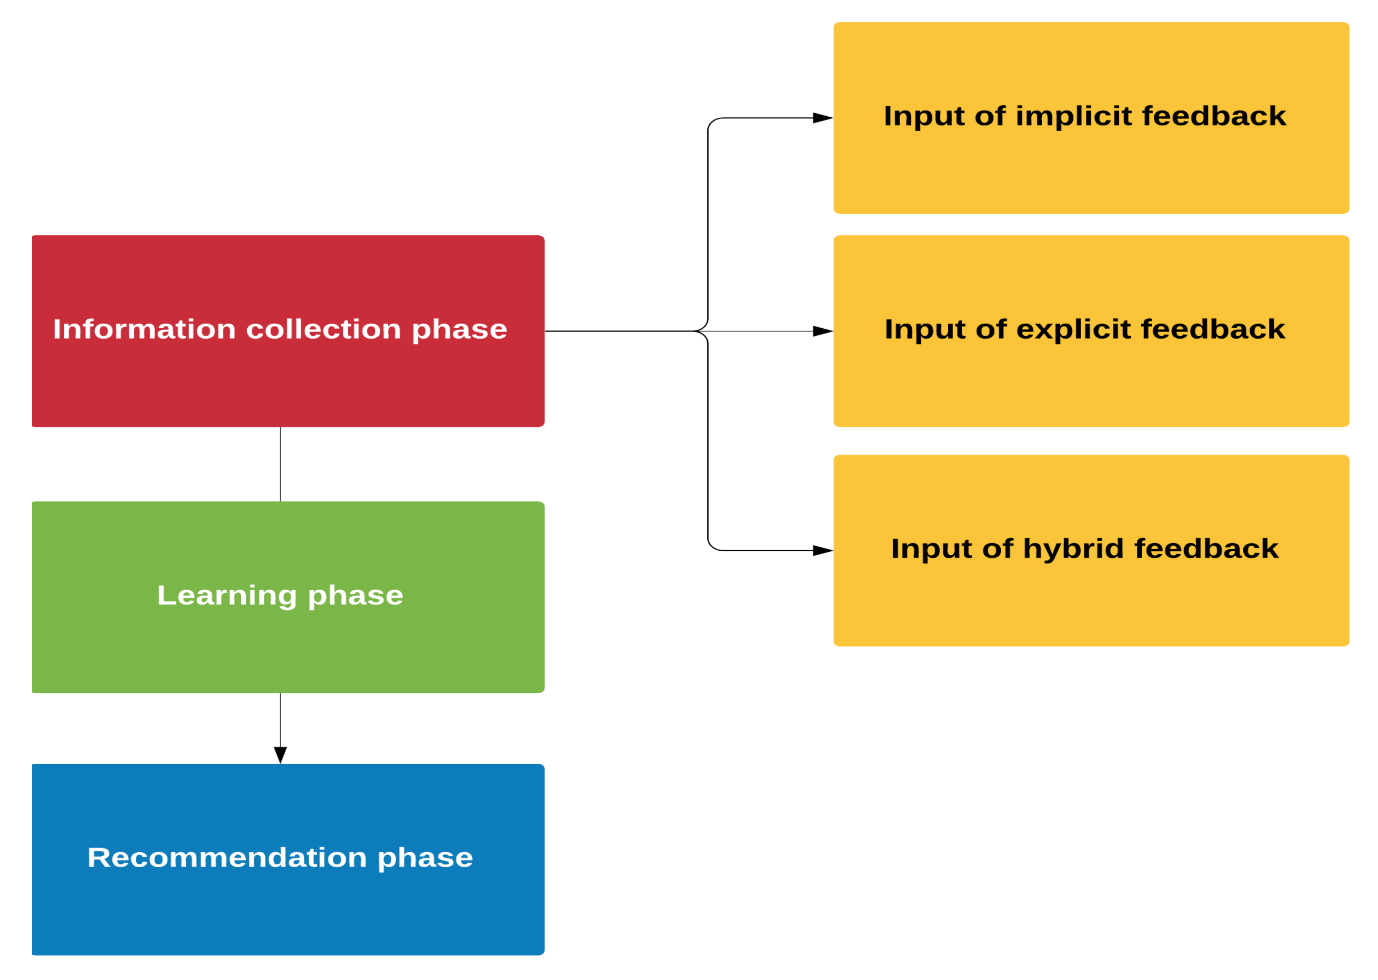 Input of implicit feedback
Information collection phase
Input of explicit feedback
Input of hybrid feedback
Learning phase
Recommendation phase